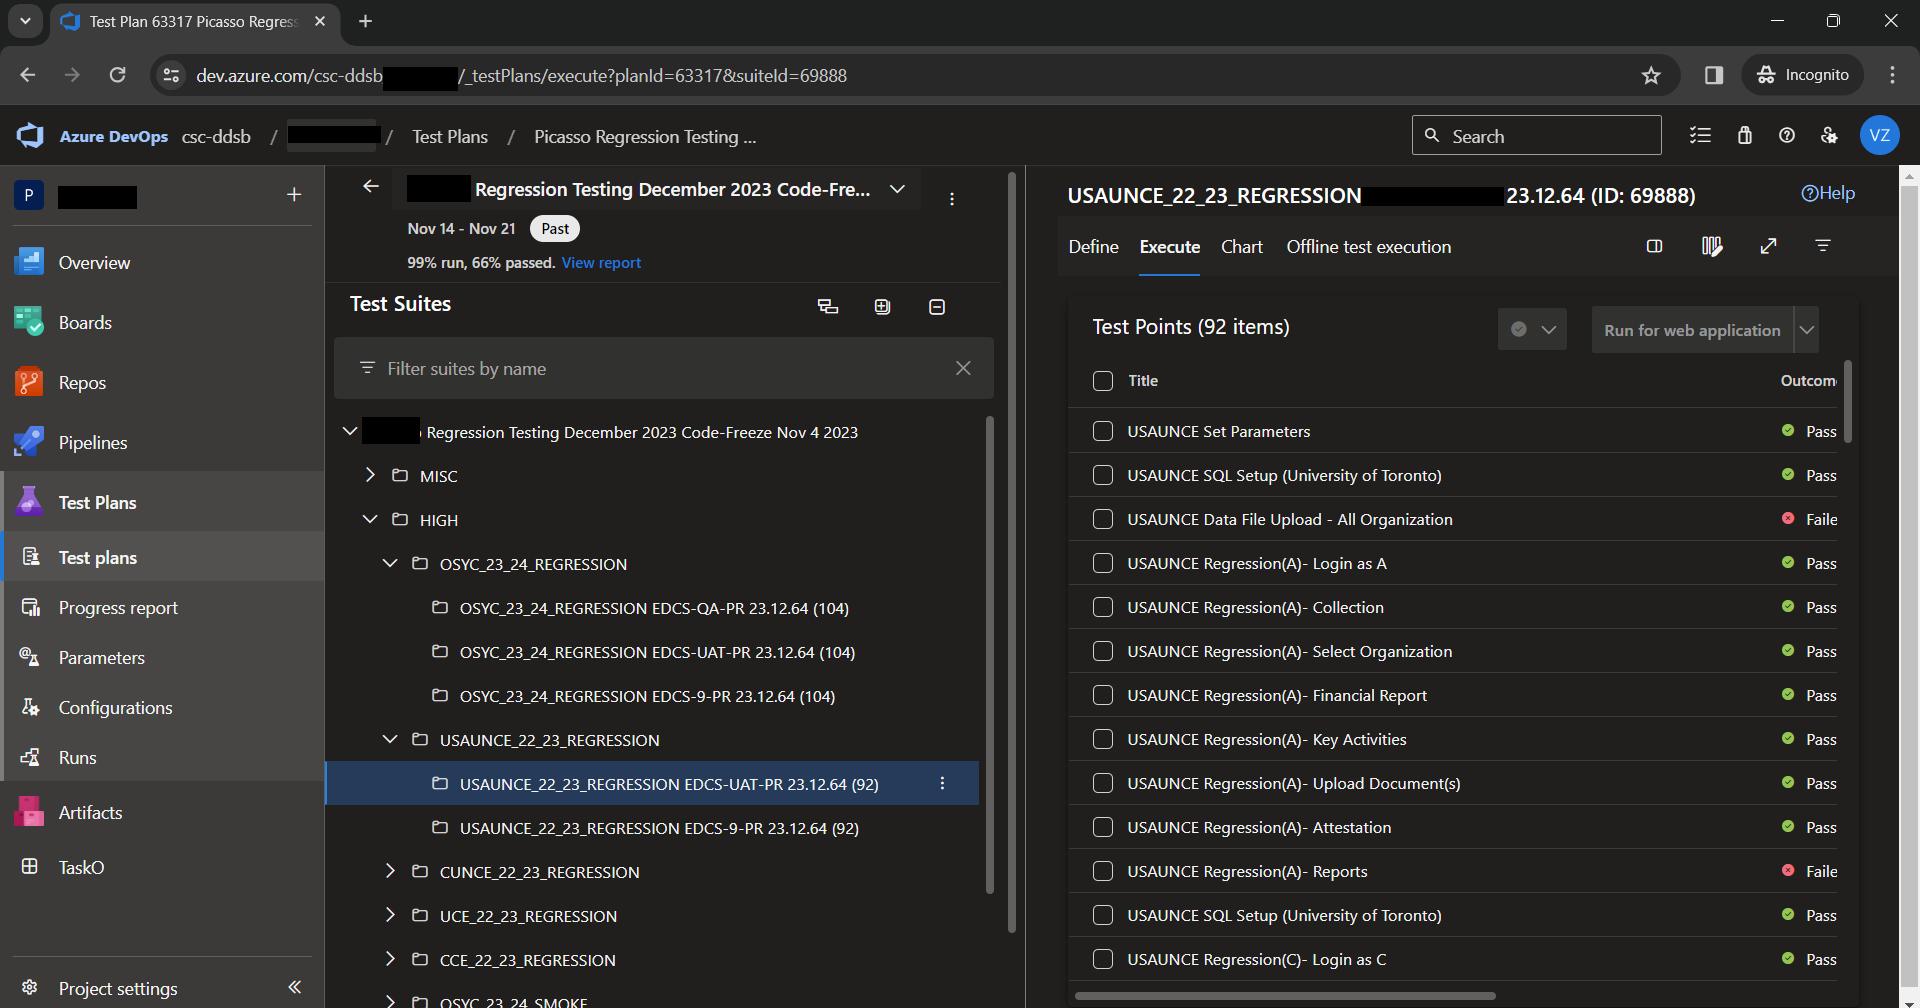 Test Plan 63317 Picasso Regress
dev.azure.com/csc-ddsb
/_testPlans/execute?planId=63317&suiteId=69888
Incognito
Azure DevOps csc-ddsb / / Test Plans / Picasso Regression Testing ...
Search
VZ
P
Overview
Boards
Repos
Pipelines
Test Plans
Test plans
Progress report
Parameters
Configurations
Runs
Artifacts
TaskO
Project settings
Regression Testing December 2023 Code-Fre...
Nov 14 - Nov 21 Past
99% run, 66% passed. View report
Test Suites
Filter suites by name
Regression Testing December 2023 Code-Freeze Nov 4 2023
MISC
HIGH
OSYC_23_24_REGRESSION
OSYC_23_24_REGRESSION EDCS-QA-PR 23.12.64 (104)
OSYC_23_24_REGRESSION EDCS-UAT-PR 23.12.64 (104)
OSYC_23_24_REGRESSION EDCS-9-PR 23.12.64 (104)
USAUNCE_22_23_REGRESSION
USAUNCE_22_23_REGRESSION EDCS-UAT-PR 23.12.64 (92)
USAUNCE_22_23_REGRESSION EDCS-9-PR 23.12.64 (92)
CUNCE_22_23_REGRESSION
UCE_22_23_REGRESSION
CCE_22_23_REGRESSION
OSYC_23_24_SMOKE
USAUNCE_22_23_REGRESSION 23.12.64 (ID: 69888)
Help
Define Execute Chart Offline test execution
Test Points (92 items)
Run for web application
Title Outcom
USAUNCE Set Parameters Pass
USAUNCE SQL Setup (University of Toronto) Pass
USAUNCE Data File Upload - All Organization Faile
USAUNCE Regression(A)- Login as A Pass
USAUNCE Regression(A)- Collection Pass
USAUNCE Regression(A)- Select Organization Pass
USAUNCE Regression(A)- Financial Report Pass
USAUNCE Regression(A)- Key Activities Pass
USAUNCE Regression(A)- Upload Document(s) Pass
USAUNCE Regression(A)- Attestation Pass
USAUNCE Regression(A)- Reports Faile
USAUNCE SQL Setup (University of Toronto) Pass
USAUNCE Regression(C)- Login as C Pass